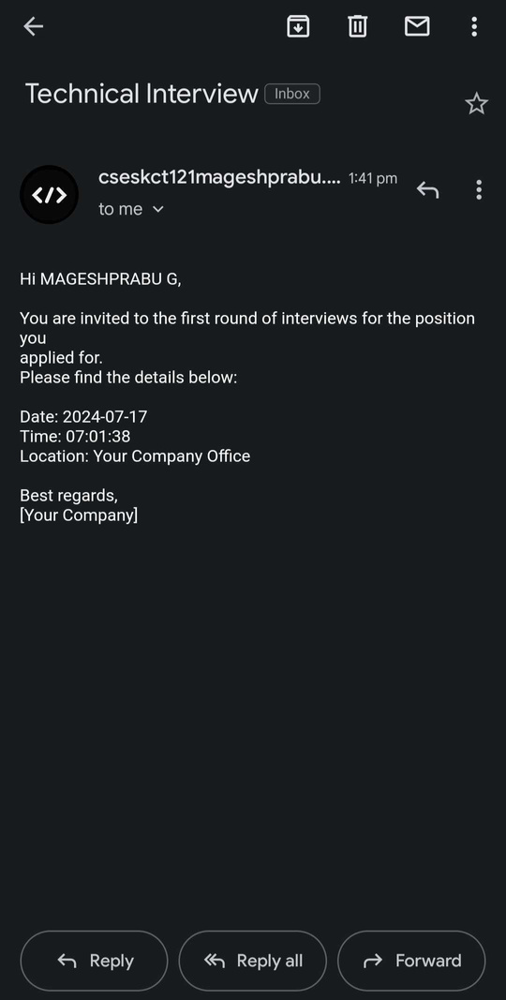 Technical Interview Inbox
</>
cseskct121mageshprabu.... 1:41 pm
to me
Hi MAGESHPRABU G,
You are invited to the first round of interviews for the position
you
applied for.
Please find the details below:
Date: 2024-07-17
Time: 07:01:38
Location: Your Company Office
Best regards,
[Your Company]
Reply Reply all Forward